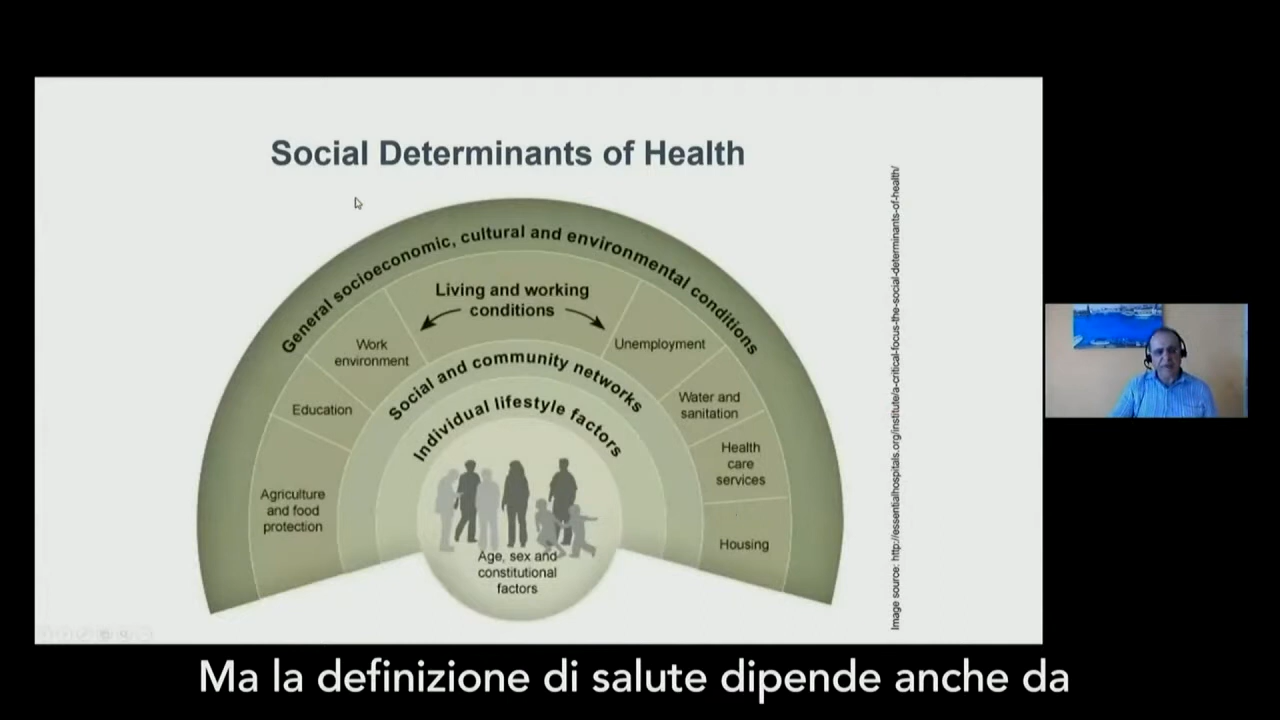 Social Determinants of Health
General socioeconomic, cultural and environmental conditions
Living and working
conditions
Work
environment
Unemployment
Social and community networks
Education
Water and
sanitation
Individual lifestyle factors
Health
care
services
Agriculture
and food
protection
Housing
Age, sex and
constitutional
factors
Image source: http://essentialhospitals.org/institute/a-critical-focus-the-social-determinants-of-health/
Ma la definizione di salute dipende anche da